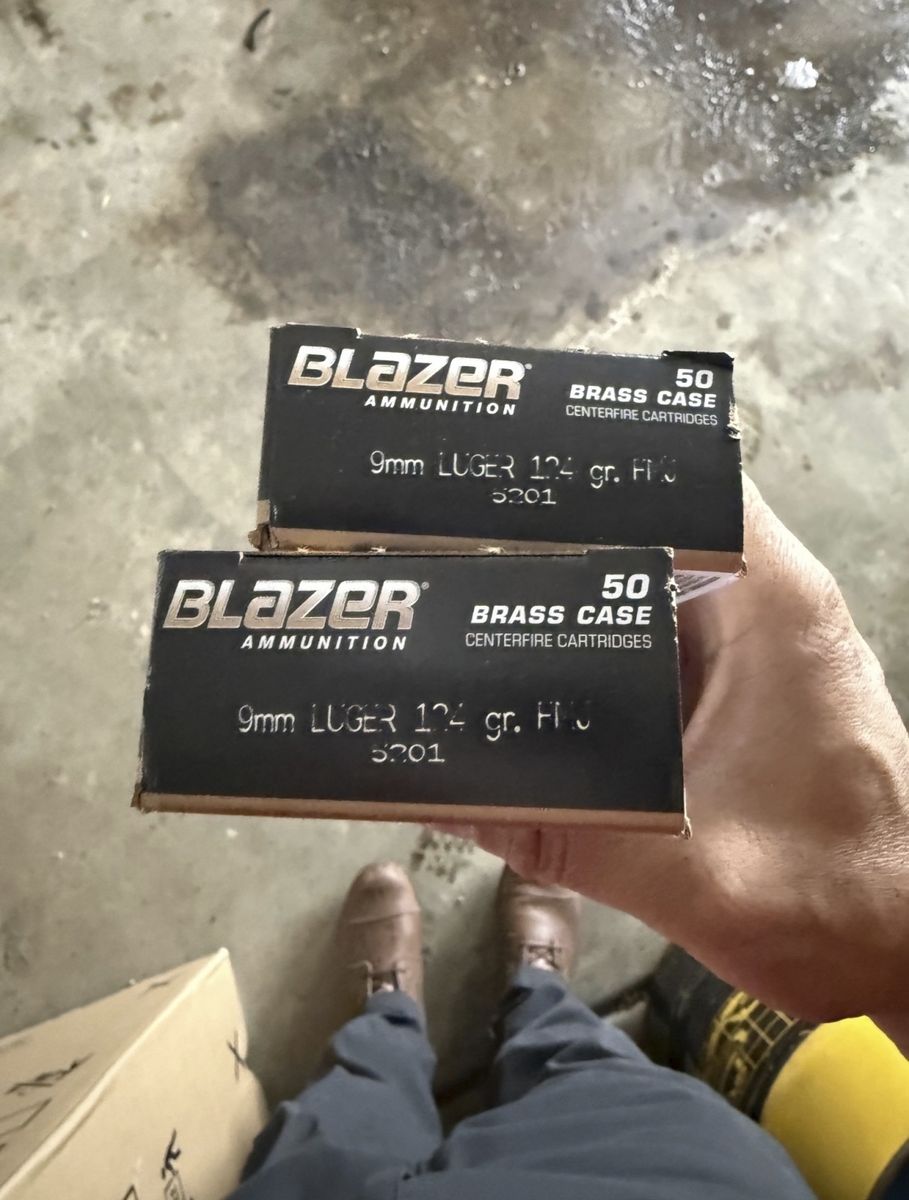 BLAZER®
AMMUNITION
50
BRASS CASE
CENTERFIRE CARTRIDGES
9mm LUGER 124 gr. FMJ
5201
BLAZER®
AMMUNITION
50
BRASS CASE
CENTERFIRE CARTRIDGES
9mm LUGER 124 gr. FMJ
5201